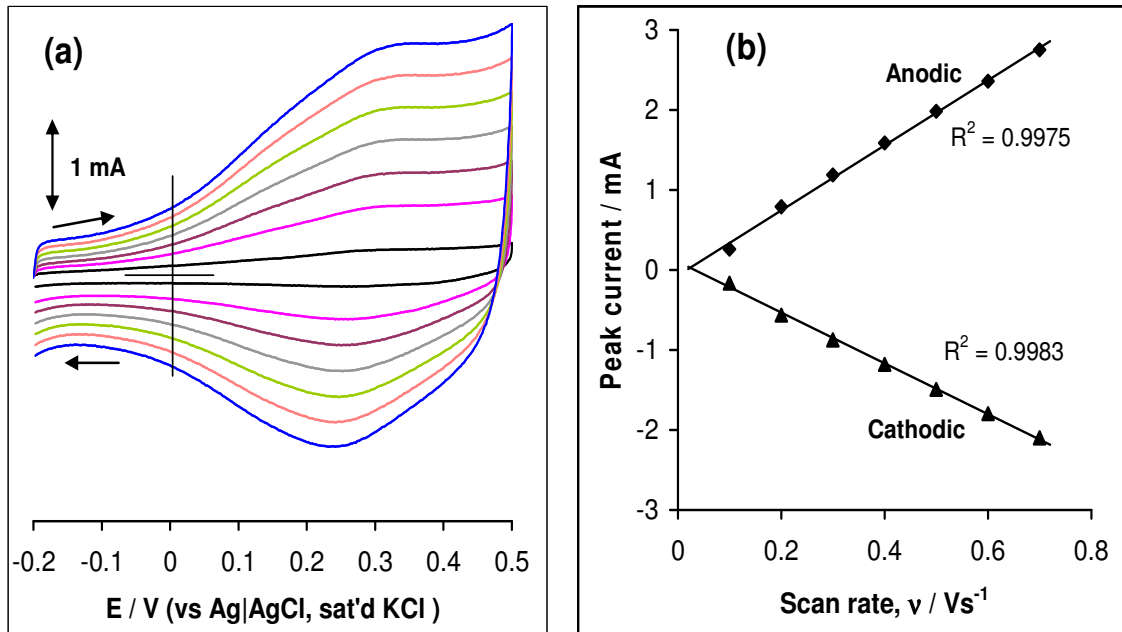 (a)
1 mA
-0.2 -0.1 0 0.1 0.2 0.3 0.4 0.5
E / V (vs Ag|AgCl, sat'd KCl )
(b)
3
2
1
0
-1
-2
-3
Anodic
R² = 0.9975
R² = 0.9983
Cathodic
0 0.2 0.4 0.6 0.8
Peak current / mA
Scan rate, ν / Vs⁻¹